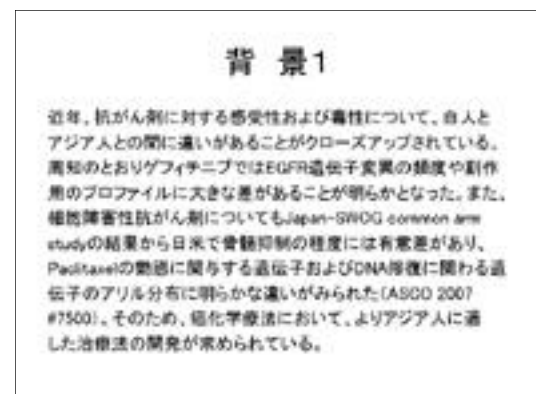 背 景1
近年、抗がん剤に対する感受性および毒性について、白人と
アジア人との間に違いがあることがクローズアップされている。
周知のとおりゲフィチニブではEGFR遺伝子変異の頻度や副作
用のプロファイルに大きな差があることが明らかとなった。また、
細胞障害性抗がん剤についてもJapan-SWOG common arm
studyの結果から日米で骨髄抑制の程度には有意差があり、
Paclitaxelの動態に関与する遺伝子およびDNA修復に関わる遺
伝子のアリル分布に明らかな違いがみられた(ASCO 2007
#7500)。そのため、癌化学療法において、よりアジア人に適
した治療法の開発が求められている。